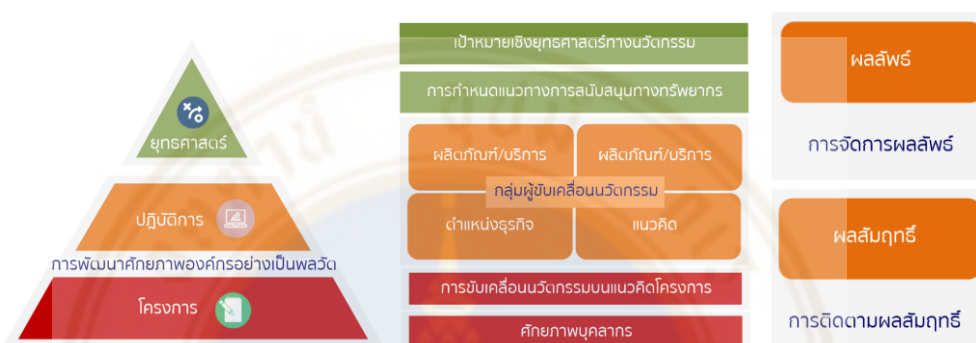 ยุทธศาสตร์
ปฏิบัติการ
การพัฒนาศักยภาพองค์กรอย่างเป็นพลวัต
โครงการ
เป้าหมายเชิงยุทธศาสตร์ทางนวัตกรรม
การกำหนดแนวทางการสนับสนุนทางทรัพยากร
ผลิตภัณฑ์/บริการ
ผลิตภัณฑ์/บริการ
กลุ่มผู้ขับเคลื่อนนวัตกรรม
ตำแหน่งธุรกิจ
แนวคิด
การขับเคลื่อนนวัตกรรมบนแนวคิดโครงการ
ศักยภาพบุคลากร
ผลลัพธ์
การจัดการผลลัพธ์
ผลสัมฤทธิ์
การติดตามผลสัมฤทธิ์